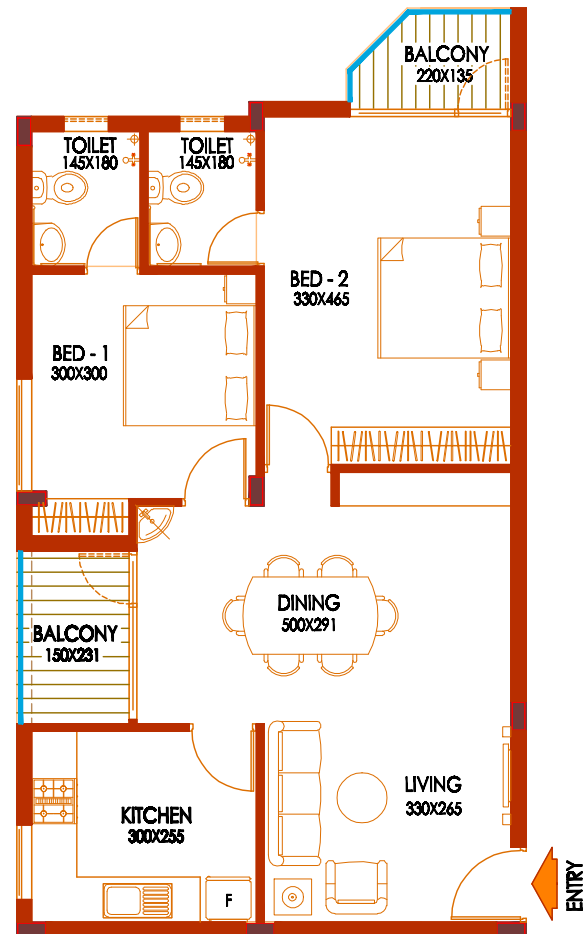 BALCONY
220X135
TOILET
145X180
TOILET
145X180
BED - 2
330X465
BED - 1
300X300
DINING
500X291
BALCONY
150X231
LIVING
330X265
KITCHEN
300X255
F
ENTRY